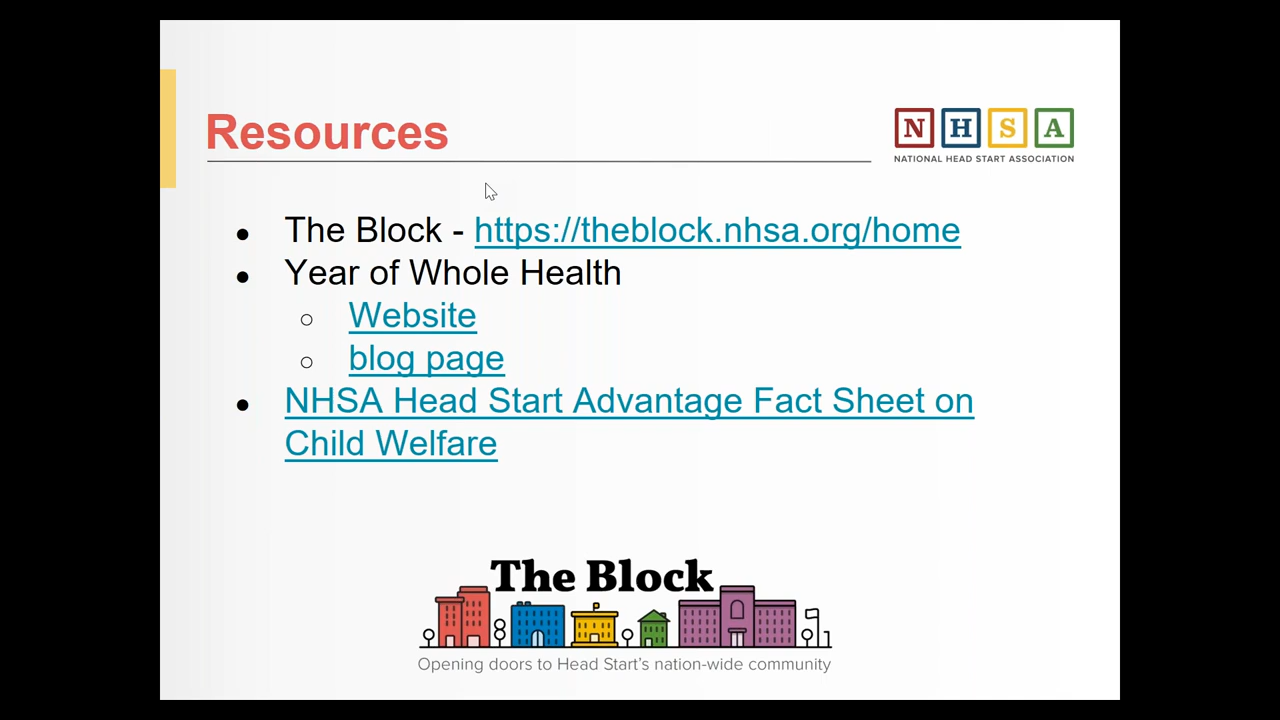 Resources
N H S A
NATIONAL HEAD START ASSOCIATION
● The Block - https://theblock.nhsa.org/home
● Year of Whole Health
○ Website
○ blog page
● NHSA Head Start Advantage Fact Sheet on
Child Welfare
The Block
Opening doors to Head Start's nation-wide community